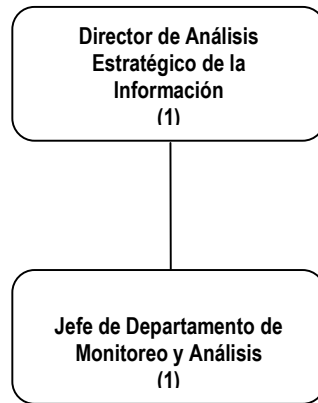 Director de Análisis
Estratégico de la
Información
(1)
Jefe de Departamento de
Monitoreo y Análisis
(1)